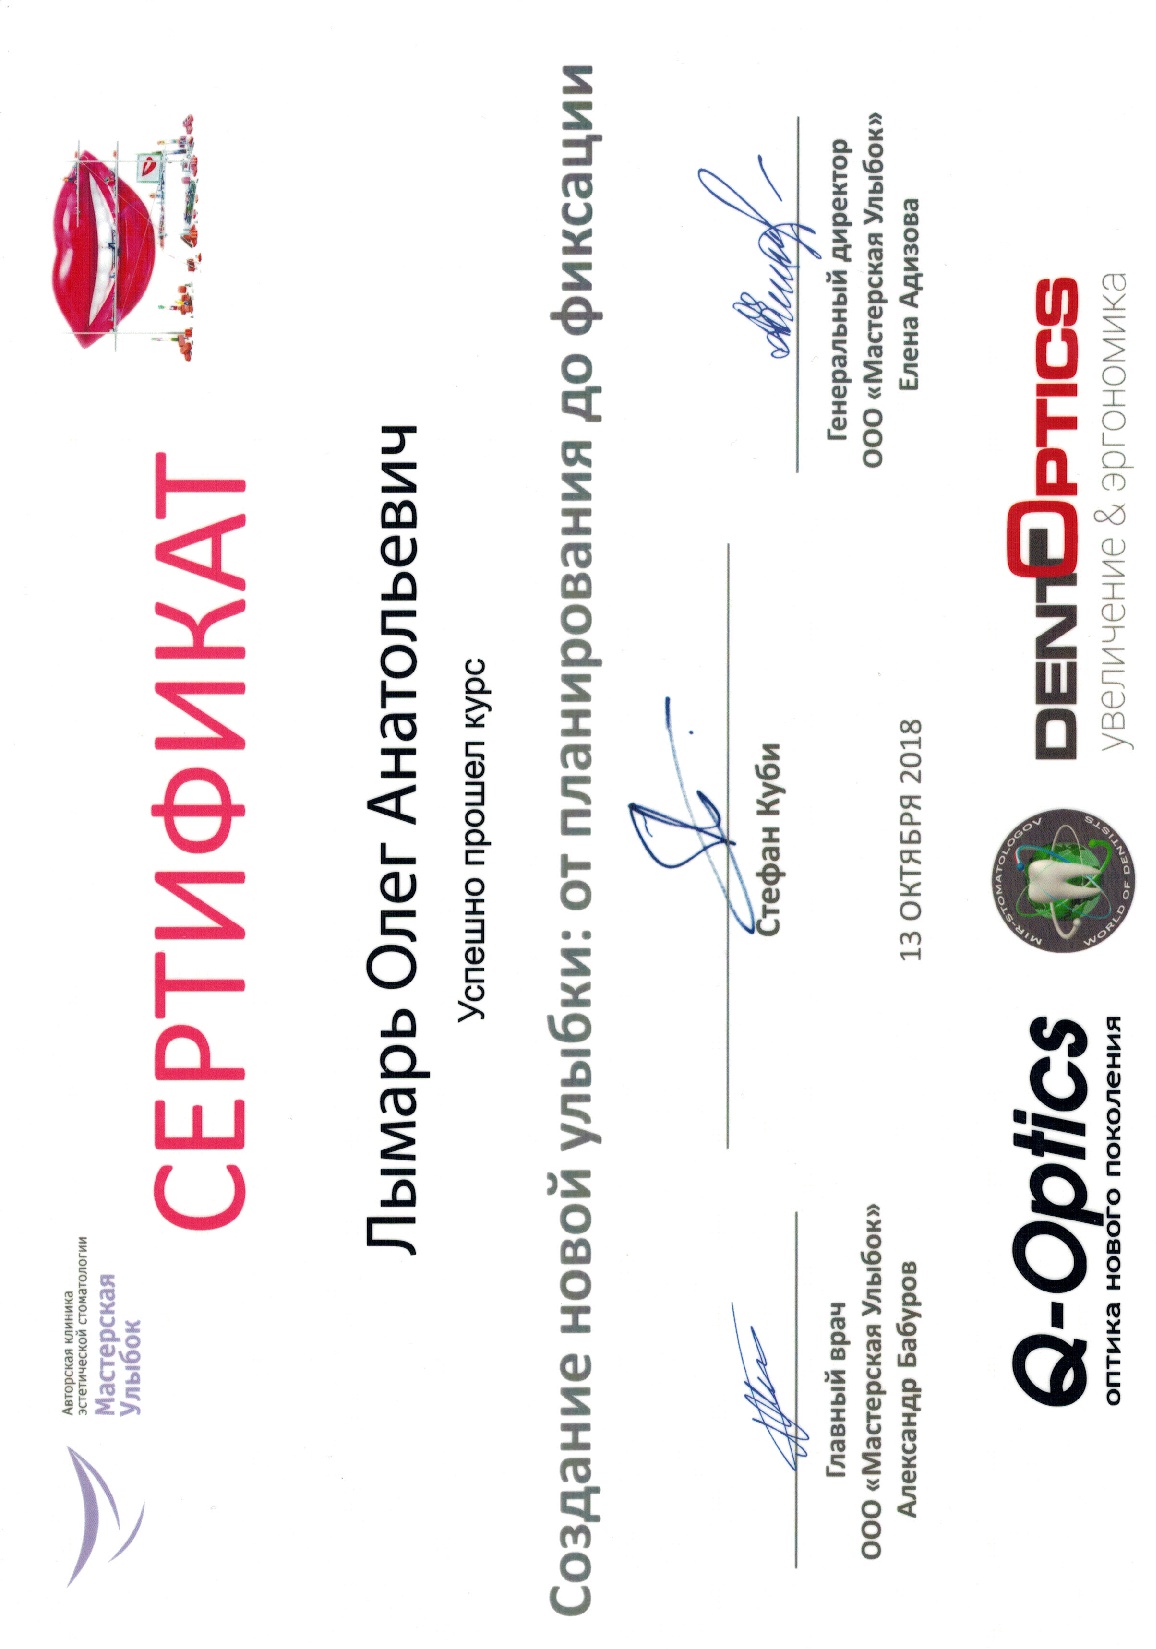 Авторская клиника
эстетической стоматологии
Мастерская
Улыбок
СЕРТИФИКАТ
Лымарь Олег Анатольевич
Успешно прошел курс
Создание новой улыбки: от планирования до фиксации
Главный врач
ООО «Мастерская Улыбок»
Александр Бабуров
Стефан Куби
Генеральный директор
ООО «Мастерская Улыбок»
Елена Адизова
13 ОКТЯБРЯ 2018
Q-Optics
оптика нового поколения
MIR-STOMATOLOGOV
WORLD OF DENTISTS
DENTOPTICS
увеличение & эргономика